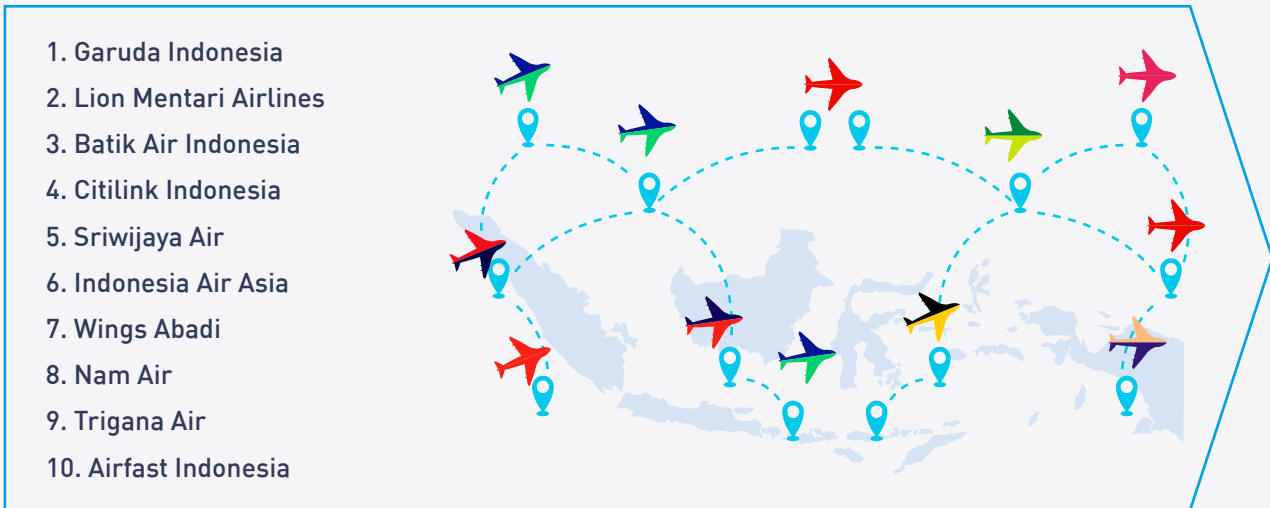 1. Garuda Indonesia
2. Lion Mentari Airlines
3. Batik Air Indonesia
4. Citilink Indonesia
5. Sriwijaya Air
6. Indonesia Air Asia
7. Wings Abadi
8. Nam Air
9. Trigana Air
10. Airfast Indonesia